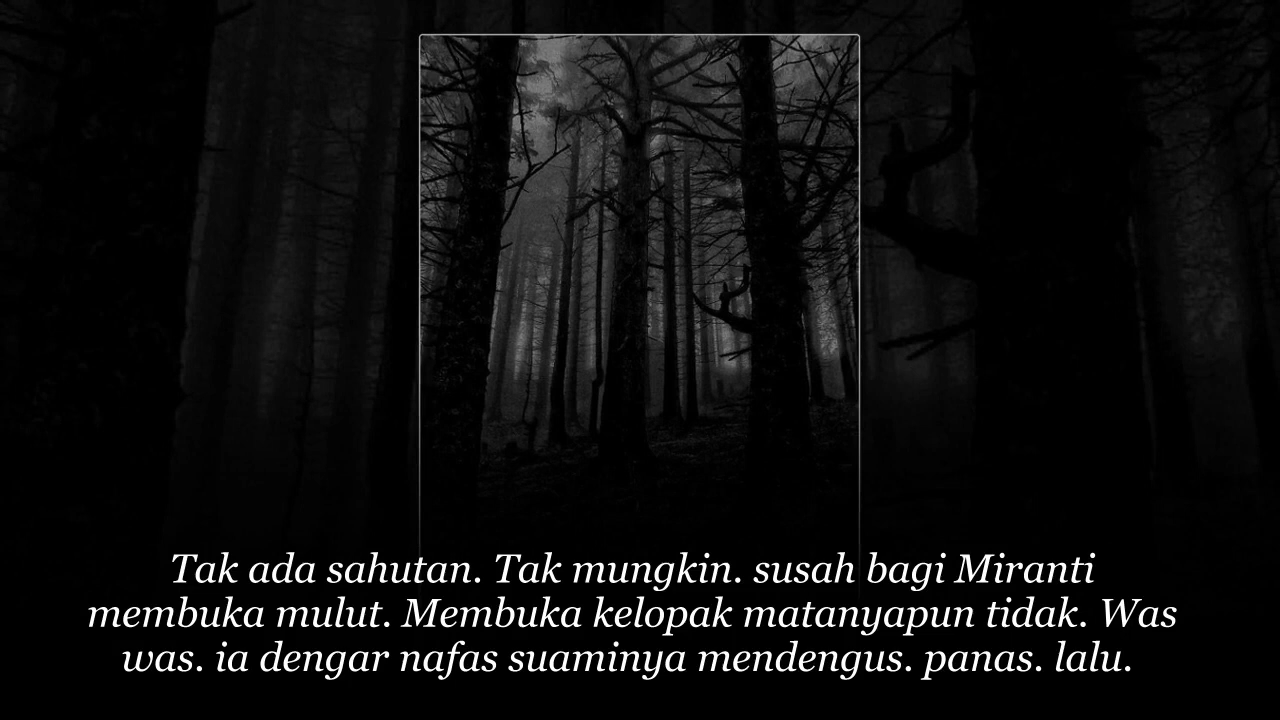 Tak ada sahutan. Tak mungkin. susah bagi Miranti
membuka mulut. Membuka kelopak matanyapun tidak. Was
was. ia dengar nafas suaminya mendengus. panas. lalu.